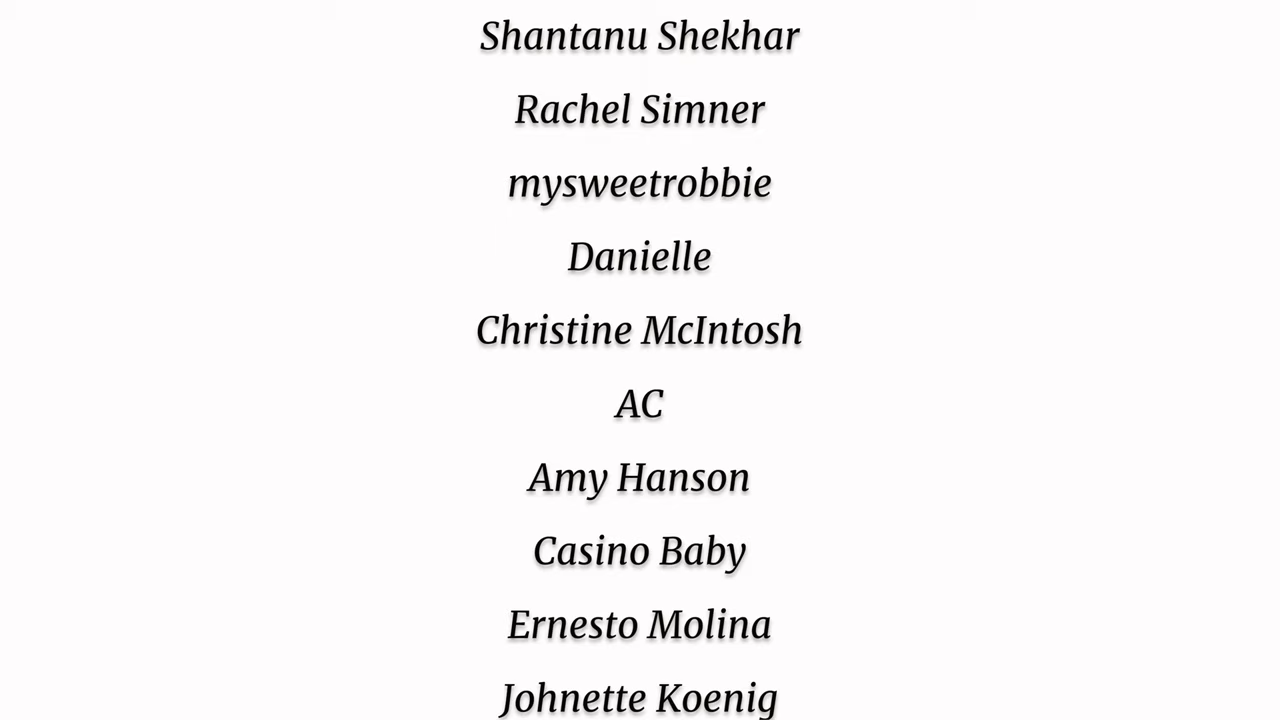 Shantanu Shekhar
Rachel Simner
mysweetrobbie
Danielle
Christine McIntosh
AC
Amy Hanson
Casino Baby
Ernesto Molina
Johnette Koenig